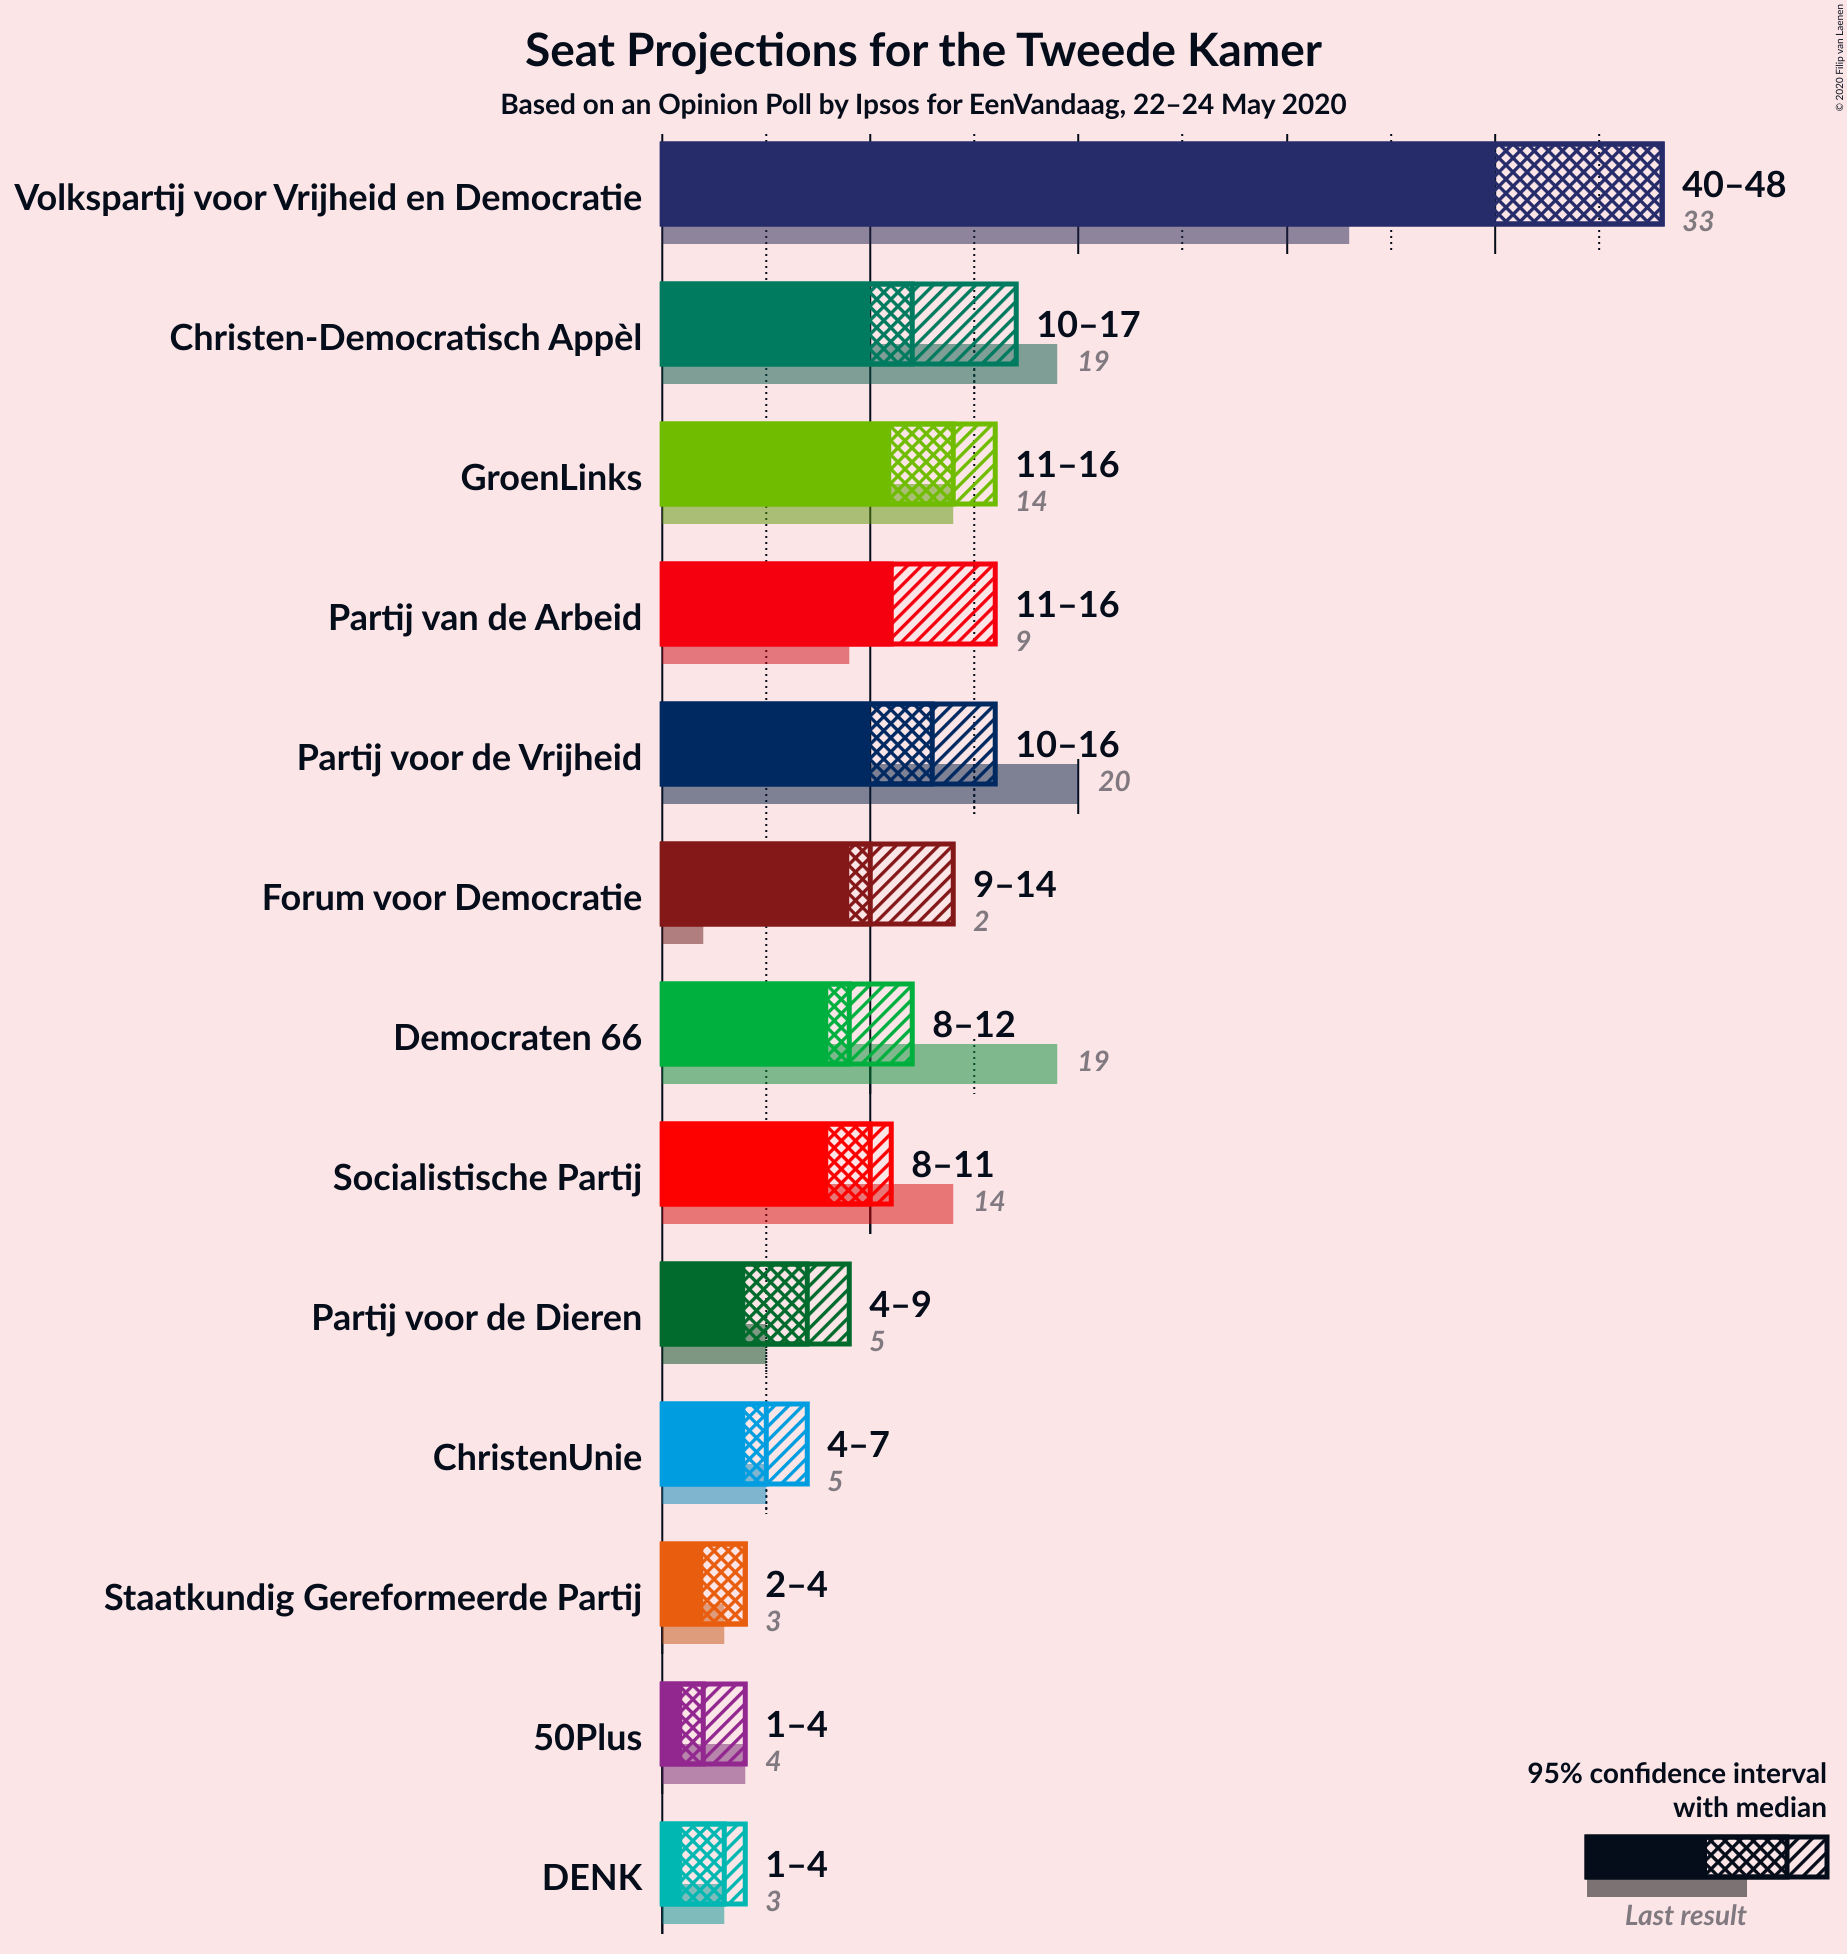 Seat Projections for the Tweede Kamer
Based on an Opinion Poll by Ipsos for EenVandaag, 22–24 May 2020
© 2020 Filip van Laenen
Volkspartij voor Vrijheid en Democratie
40–48
33
Christen-Democratisch Appèl
10–17
19
GroenLinks
11–16
14
Partij van de Arbeid
11–16
9
Partij voor de Vrijheid
10–16
20
Forum voor Democratie
9–14
2
Democraten 66
8–12
19
Socialistische Partij
8–11
14
Partij voor de Dieren
4–9
5
ChristenUnie
4–7
5
Staatkundig Gereformeerde Partij
2–4
3
50Plus
1–4
4
DENK
1–4
3
95% confidence interval
with median
Last result